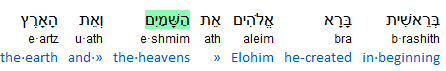 בְּרֵאשִׁית בָּרָא אֱלֹהִים אֵת הַשָּׁמַיִם וְאֵת הָאָרֶץ
e·artz u·ath e·shmim ath aleim bra b·rashith
the·earth and·» the·heavens » Elohim he·created in·beginning